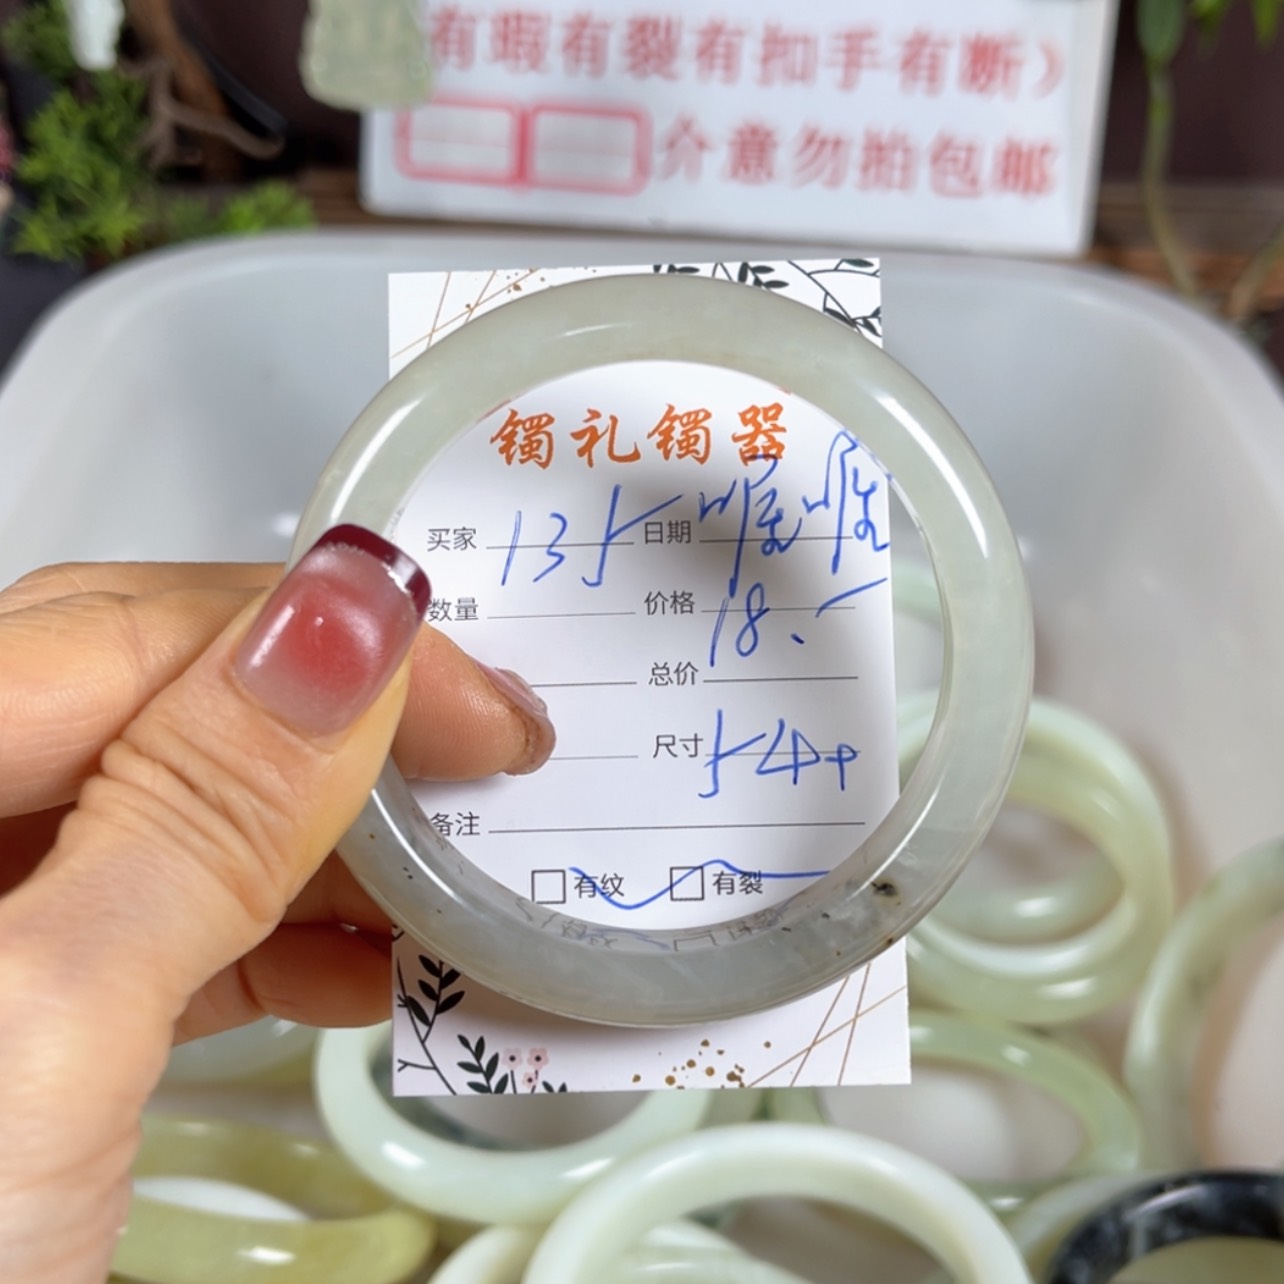 有瑕有裂有扣手有断）
介意勿拍包邮
镯礼镯器
买家 135 日期
数量 价格 18.
总价
尺寸 54+
备注
有纹 有裂